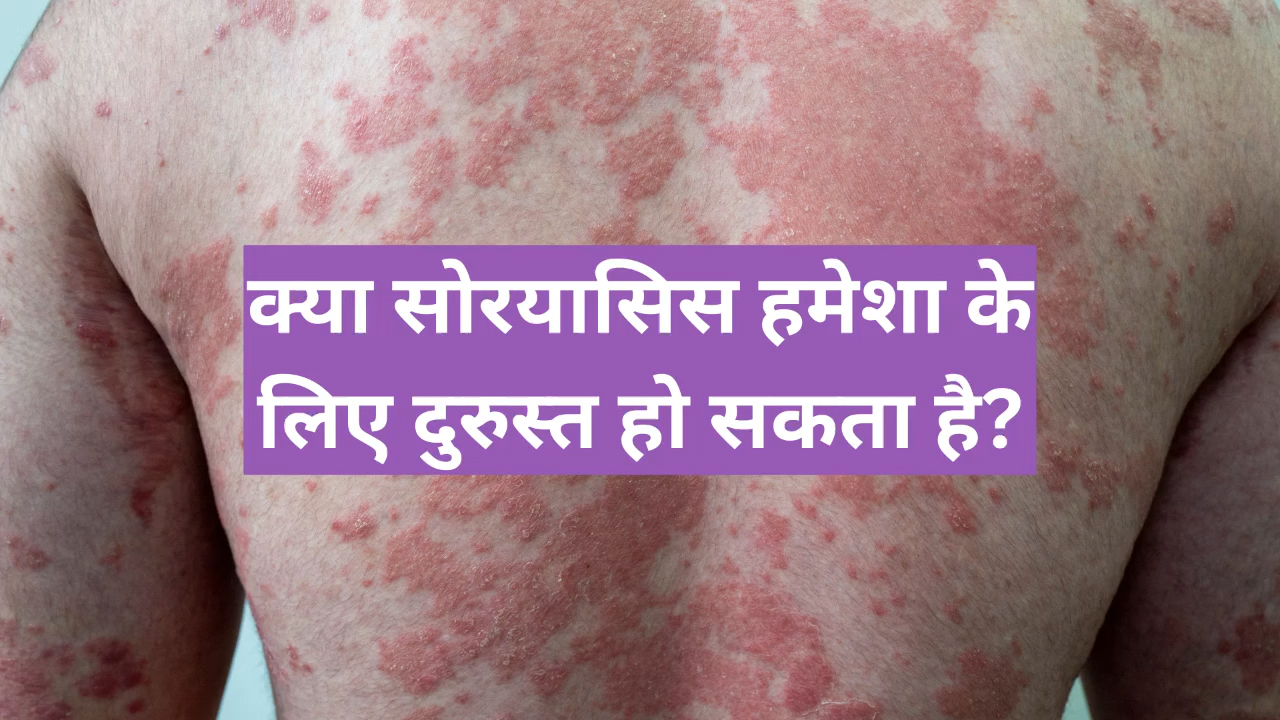 क्या सोरयासिस हमेशा के
लिए दुरुस्त हो सकता है?